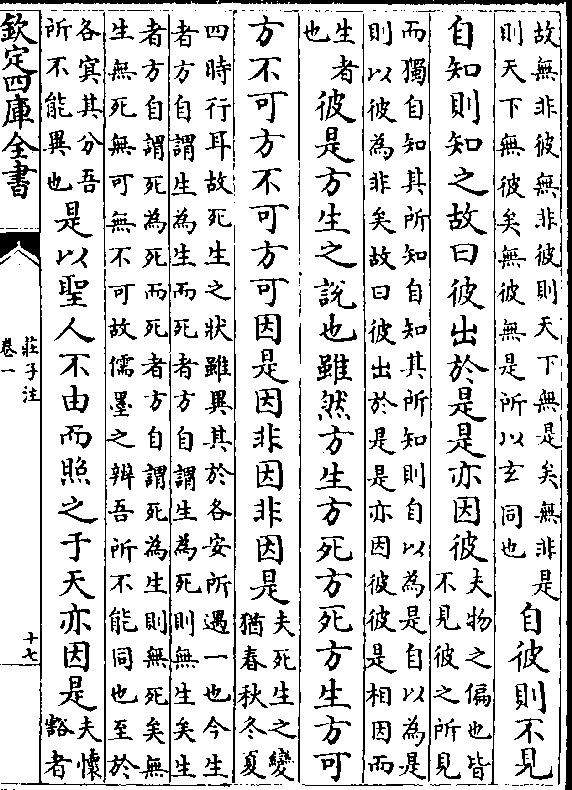 故無非彼無非彼則天下無是矣無非是
則天下無彼矣無彼無是所以玄同也
自彼則不見
自知則知之故曰彼出於是是亦因彼
夫物之偏也皆
不見彼之所見
而獨自知其所知自知其所知則自以為是自以為是
則以彼為非矣故曰彼出於是是亦因彼彼是相因而
生者
也
彼是方生之說也雖然方生方死方死方生方可
方不可方不可方可因是因非因非因是
夫死生之變
猶春秋冬夏
四時行耳故死生之狀雖異其於各安所遇一也今生
者方自謂生為生而死者方自謂生為死則無生矣生
者方自謂死為死而死者方自謂死為生則無死矣無
生無死無可無不可故儒墨之辨吾所不能同也至於
各冥其分吾
所不能異也
是以聖人不由而照之于天亦因是
夫懷
豁者
欽定四庫全書
莊子注
卷一
十七